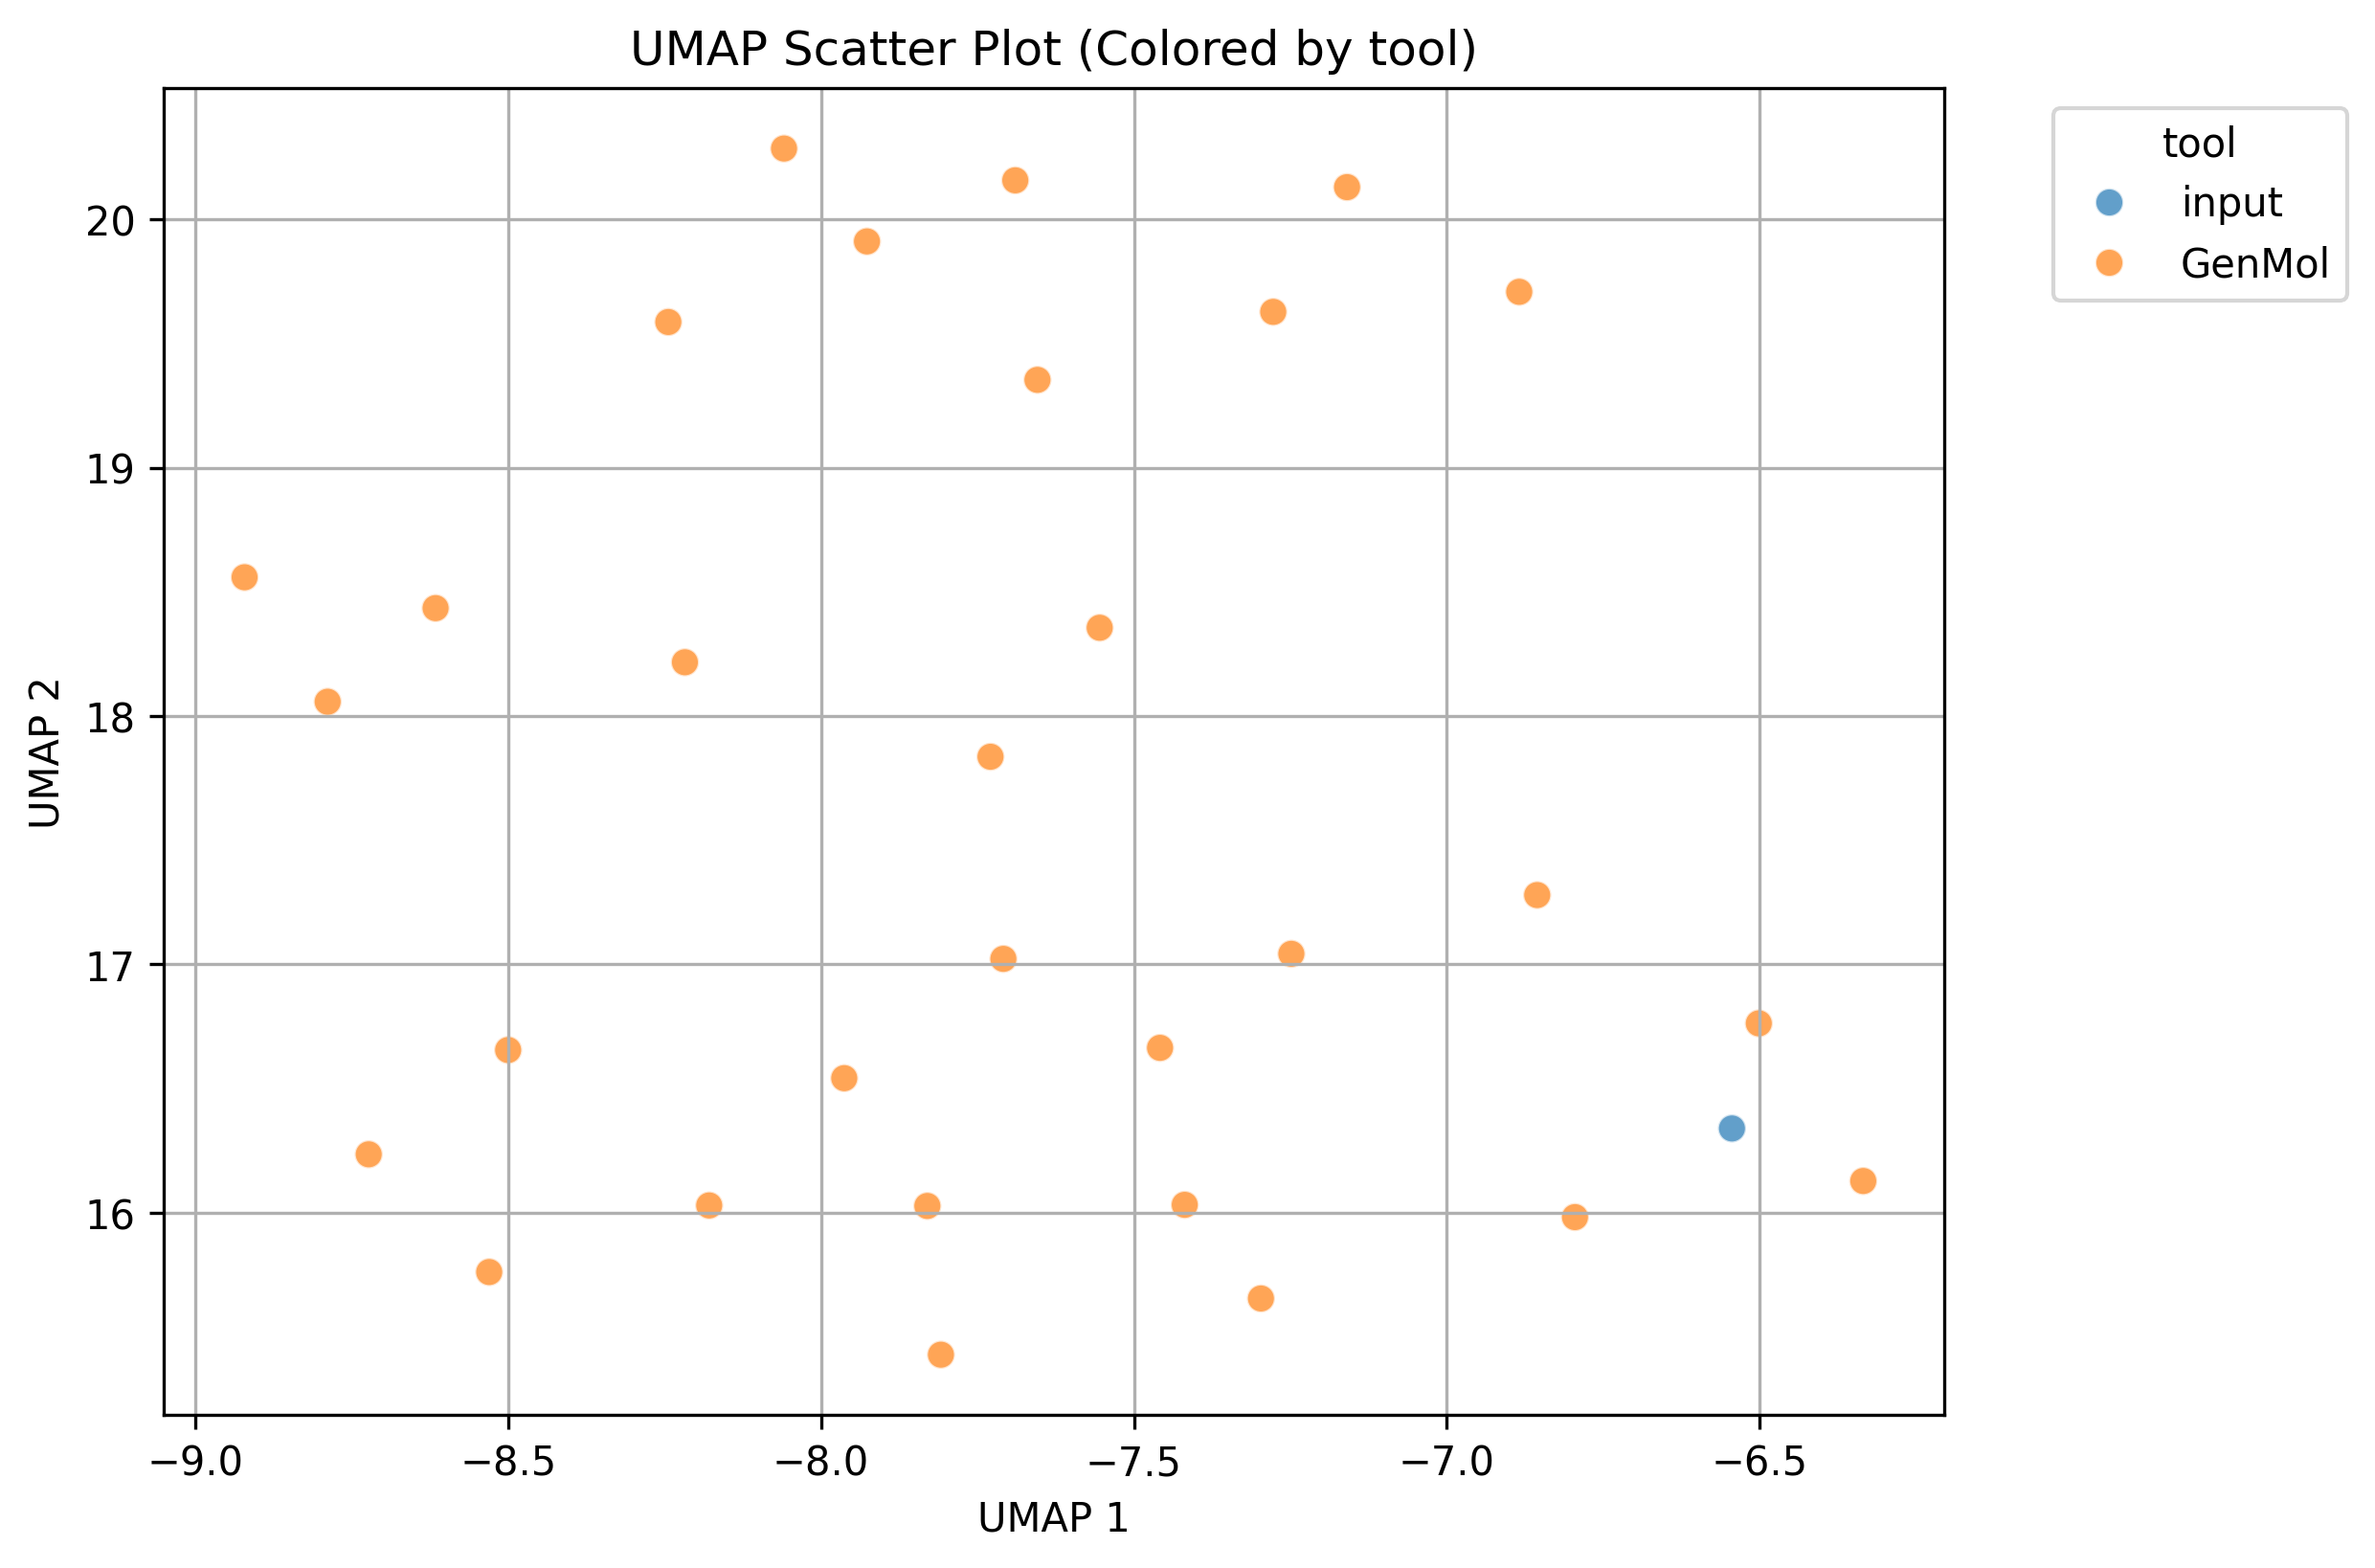 UMAP Scatter Plot (Colored by tool)
tool
input
GenMol
20
19
18
17
16
UMAP 2
−9.0 −8.5 −8.0 −7.5 −7.0 −6.5
UMAP 1